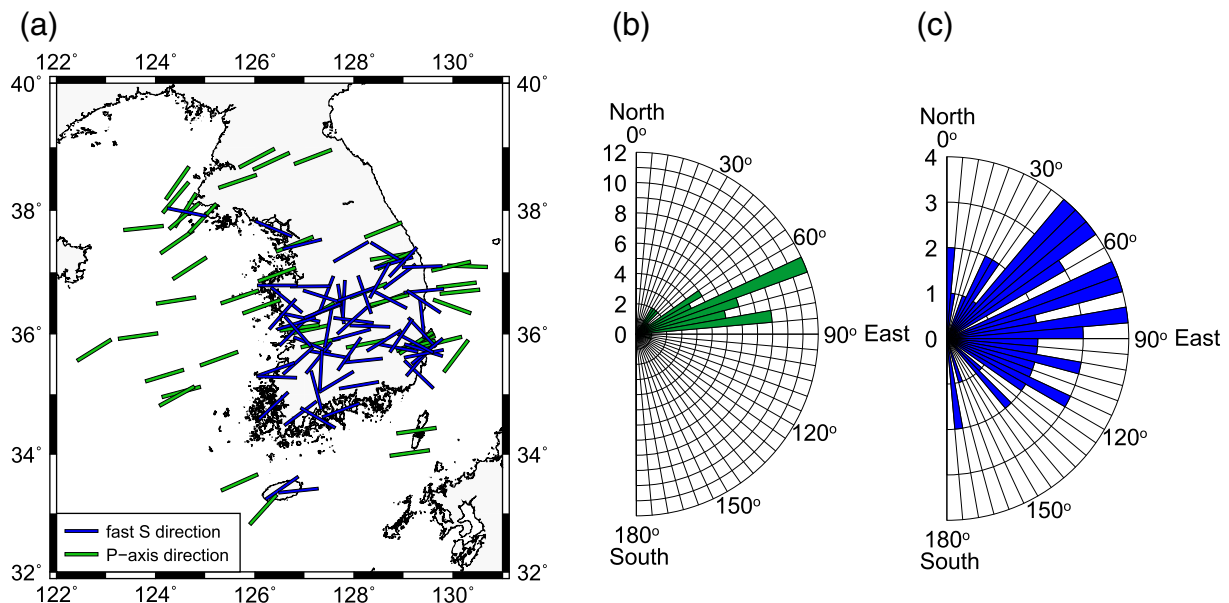 (a)
122° 124° 126° 128° 130°
40° 40°
38° 38°
36° 36°
34° 34°
32° 32°
122° 124° 126° 128° 130°
fast S direction
P−axis direction
(b)
North
0°
12
10
8
6
4
2
0
30°
60°
90° East
120°
150°
180°
South
(c)
North
0°
4
3
2
1
0
30°
60°
90° East
120°
150°
180°
South